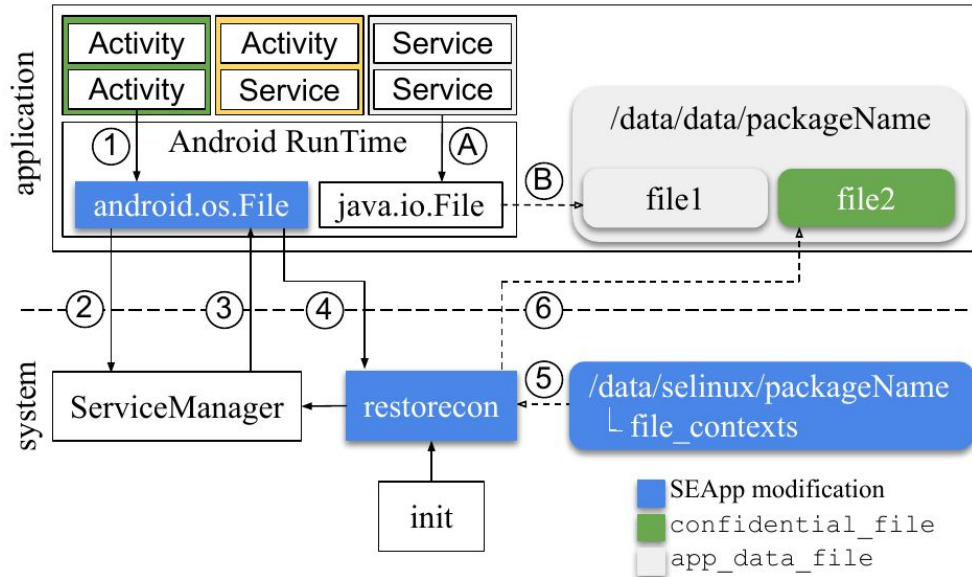 application
Activity
Activity
Activity
Service
Service
Service
1
Android RunTime
A
android.os.File
java.io.File
B
/data/data/packageName
file1
file2
2
3
4
6
system
ServiceManager
restorecon
5
/data/selinux/packageName
└ file_contexts
init
SEApp modification
confidential_file
app_data_file